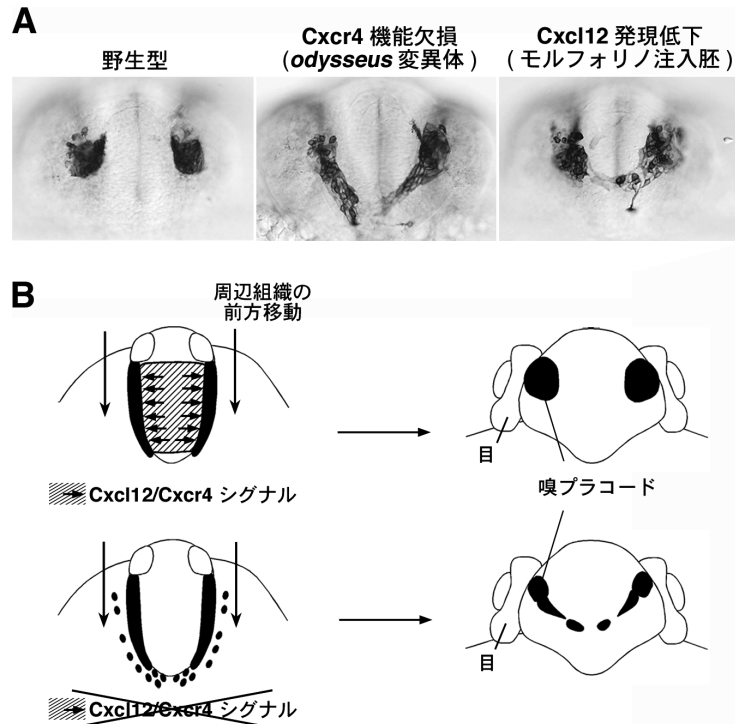 A
野生型
Cxcr4 機能欠損
(odysseus 変異体 )
Cxcl12 発現低下
( モルフォリノ注入胚 )
B
周辺組織の
前方移動
目
Cxcl12/Cxcr4 シグナル
嗅プラコード
目
Cxcl12/Cxcr4 シグナル